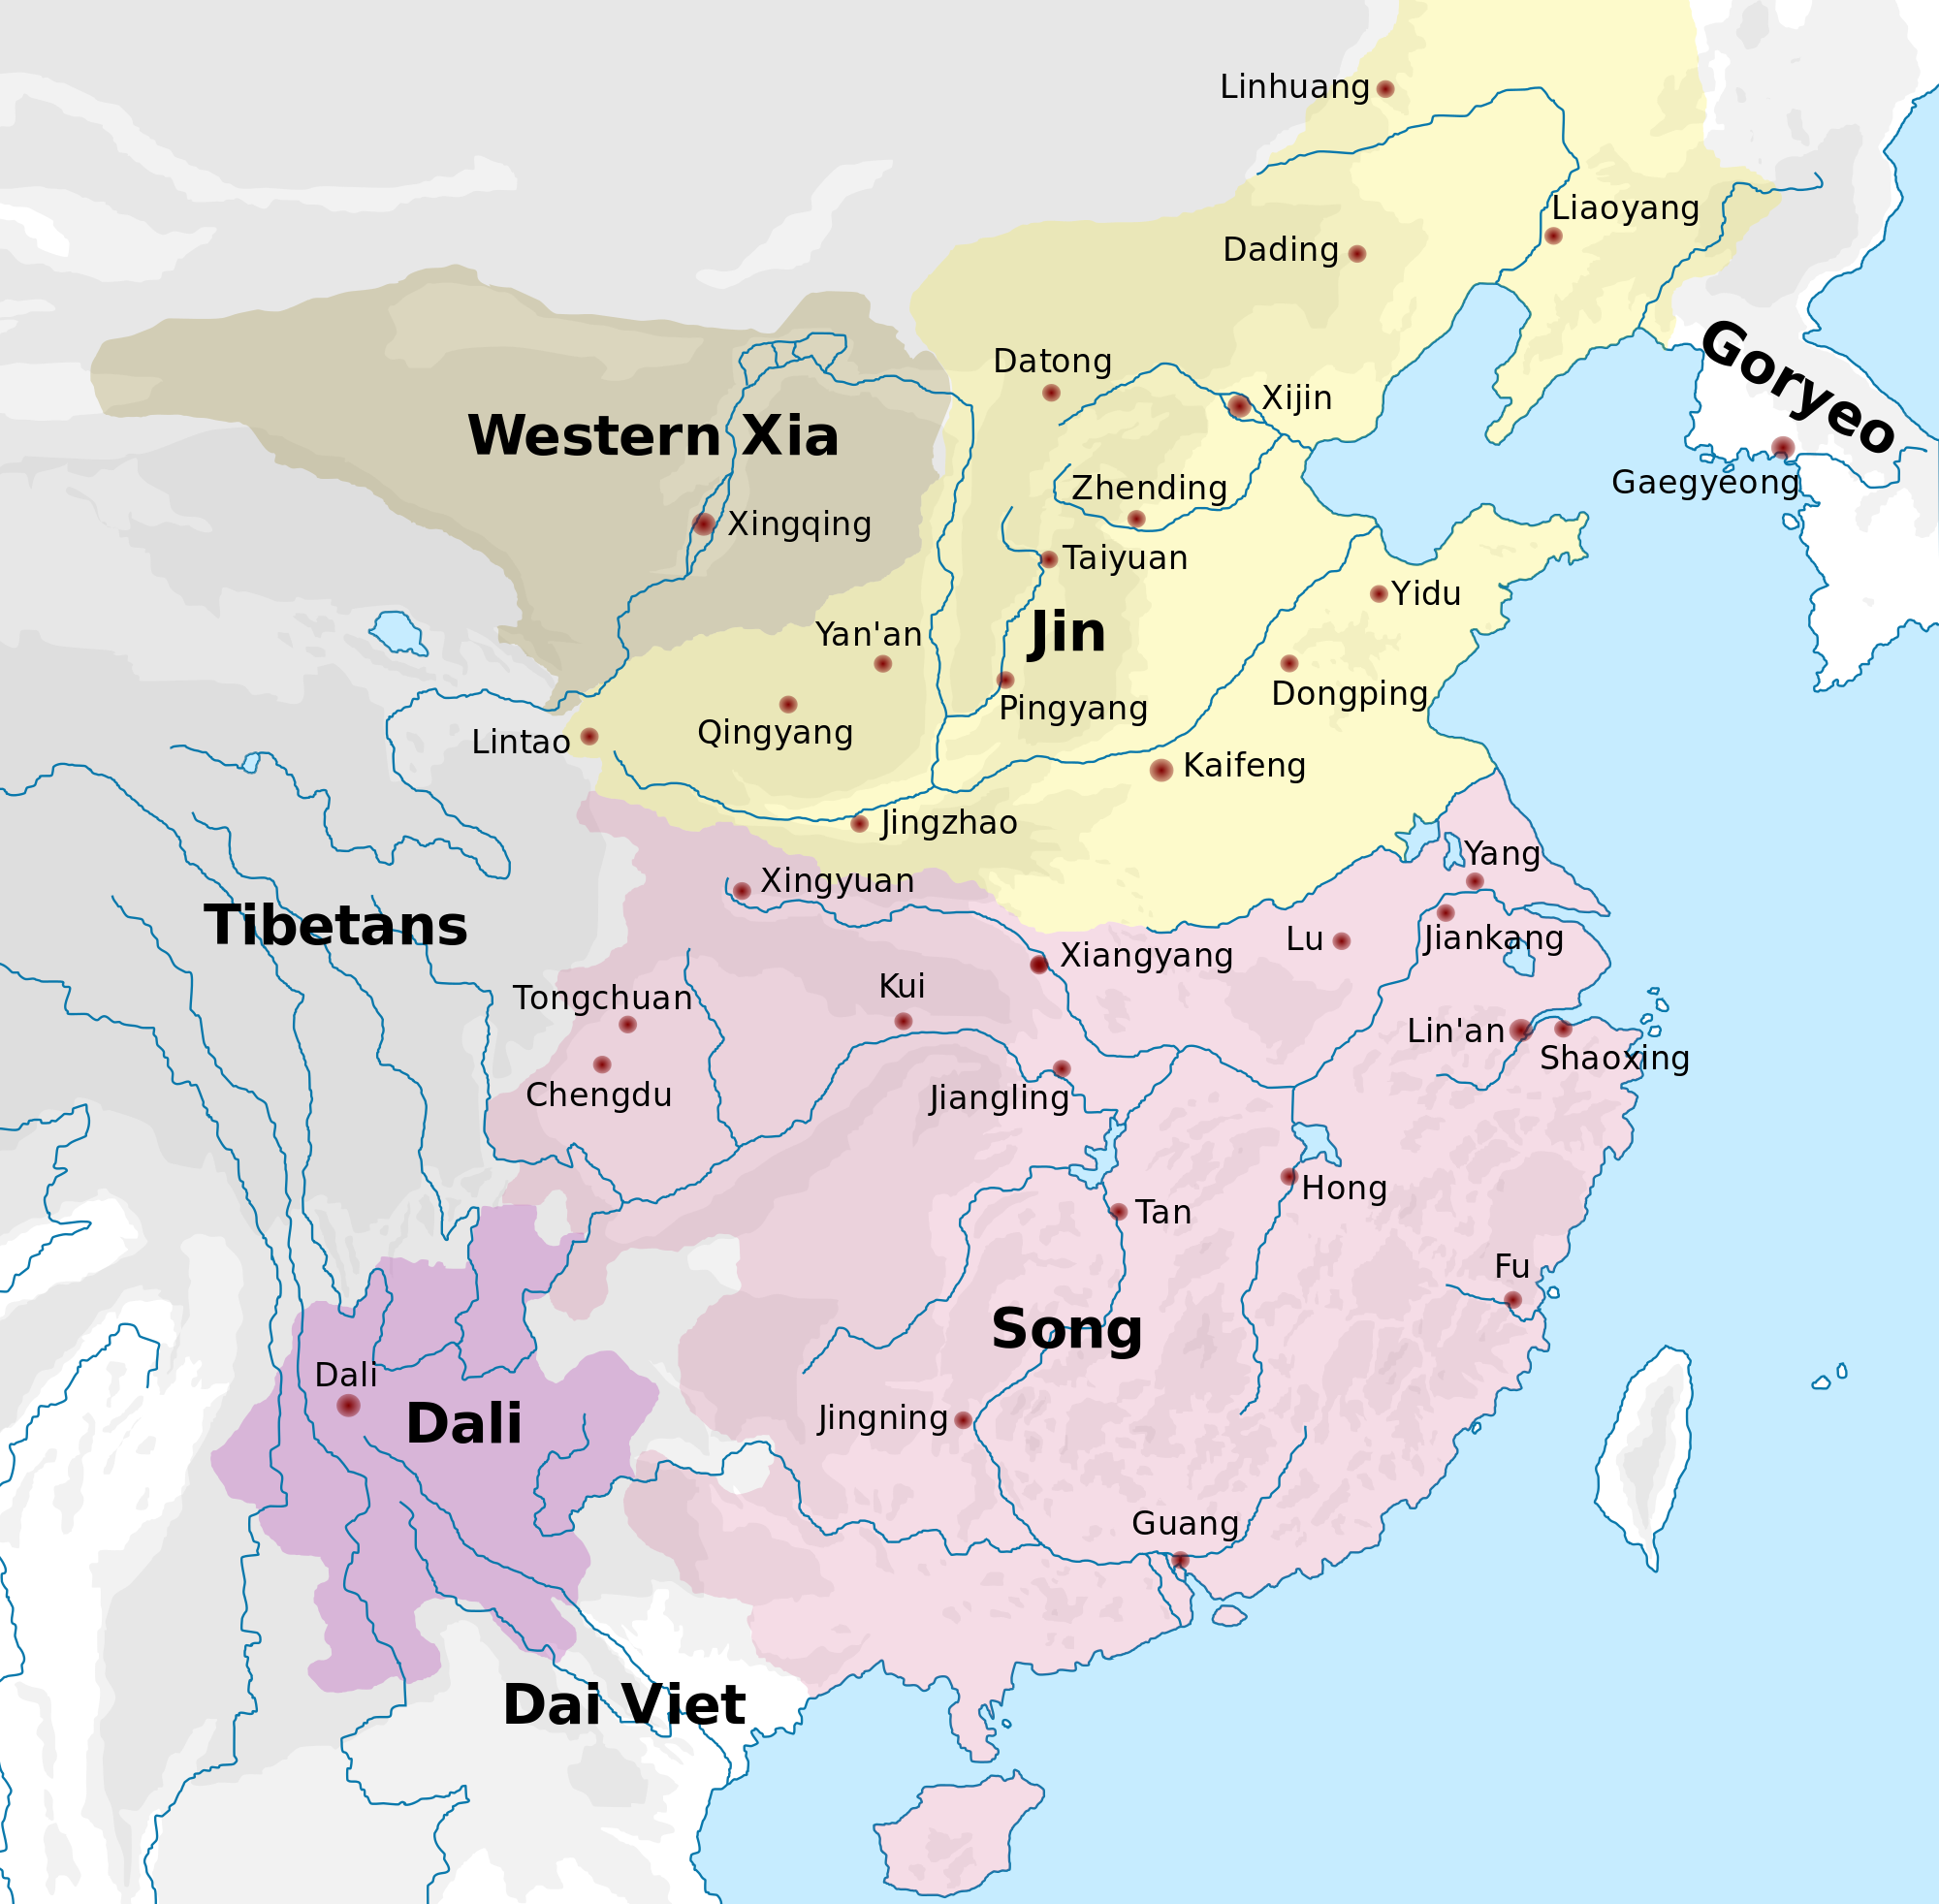 Linhuang
Liaoyang
Dading
Goryeo
Datong
Xijin
Western Xia
Gaegyeong
Zhending
Xingqing
Taiyuan
Yidu
Jin
Yan'an
Dongping
Pingyang
Qingyang
Lintao
Kaifeng
Jingzhao
Yang
Xingyuan
Tibetans
Lu
Jiankang
Xiangyang
Kui
Tongchuan
Lin'an
Shaoxing
Chengdu
Jiangling
Hong
Tan
Fu
Song
Dali
Dali
Jingning
Guang
Dai Viet